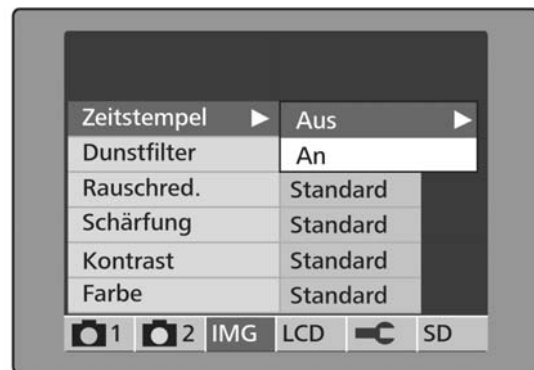 Zeitstempel Aus
Dunstfilter An
Rauschred. Standard
Schärfung Standard
Kontrast Standard
Farbe Standard
1 2 IMG LCD SD